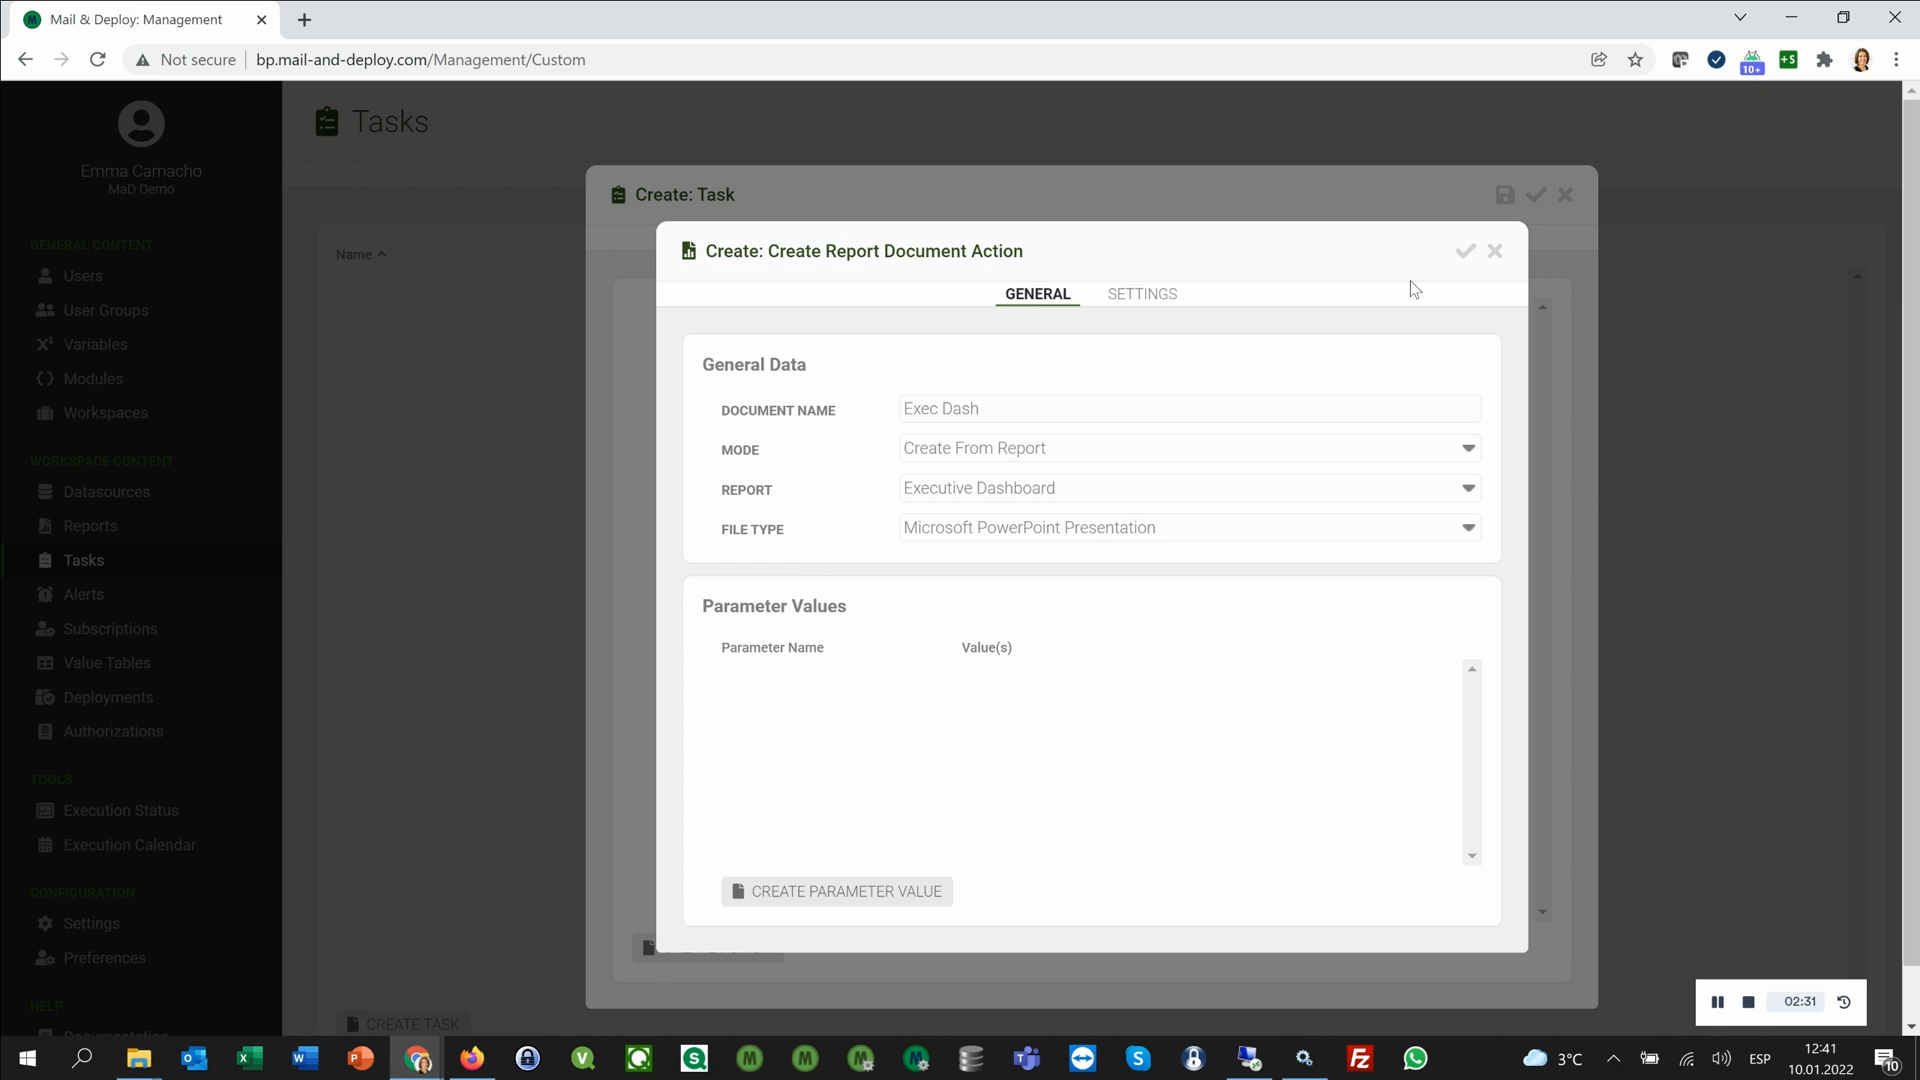 Mail & Deploy: Management
Not secure
bp.mail-and-deploy.com/Management/Custom
10+
+S
Emma Camacho
MaD Demo
GENERAL CONTENT
Users
User Groups
Variables
Modules
Workspaces
WORKSPACE CONTENT
Datasources
Reports
Tasks
Alerts
Subscriptions
Value Tables
Deployments
Authorizations
TOOLS
Execution Status
Execution Calendar
CONFIGURATION
Settings
Preferences
HELP
Tasks
Name
CREATE TASK
Create: Task
Create: Create Report Document Action
GENERAL
SETTINGS
General Data
DOCUMENT NAME
Exec Dash
MODE
Create From Report
REPORT
Executive Dashboard
FILE TYPE
Microsoft PowerPoint Presentation
Parameter Values
Parameter Name
Value(s)
CREATE PARAMETER VALUE
02:31
3°C
ESP
12:41
10.01.2022
10